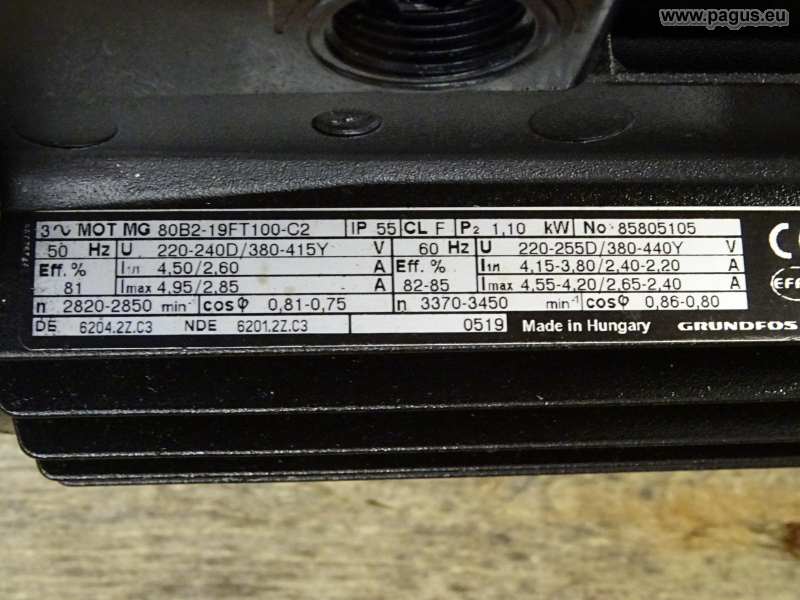 www.pagus.eu
3∿ MOT MG 80B2-19FT100-C2 IP 55 CL F P2 1,10 kW No 85805105
50 Hz U 220-240D/380-415Y V 60 Hz U 220-255D/380-440Y V
Eff. % I1/1 4,50/2,60 A Eff. % I1/1 4,15-3,80/2,40-2,20 A
81 Imax 4,95/2,85 A 82-85 Imax 4,55-4,20/2,65-2,40 A
n 2820-2850 min⁻¹ cosφ 0,81-0,75 n 3370-3450 min⁻¹ cosφ 0,86-0,80
DE 6204.2Z.C3 NDE 6201.2Z.C3 0519 Made in Hungary GRUNDFOS